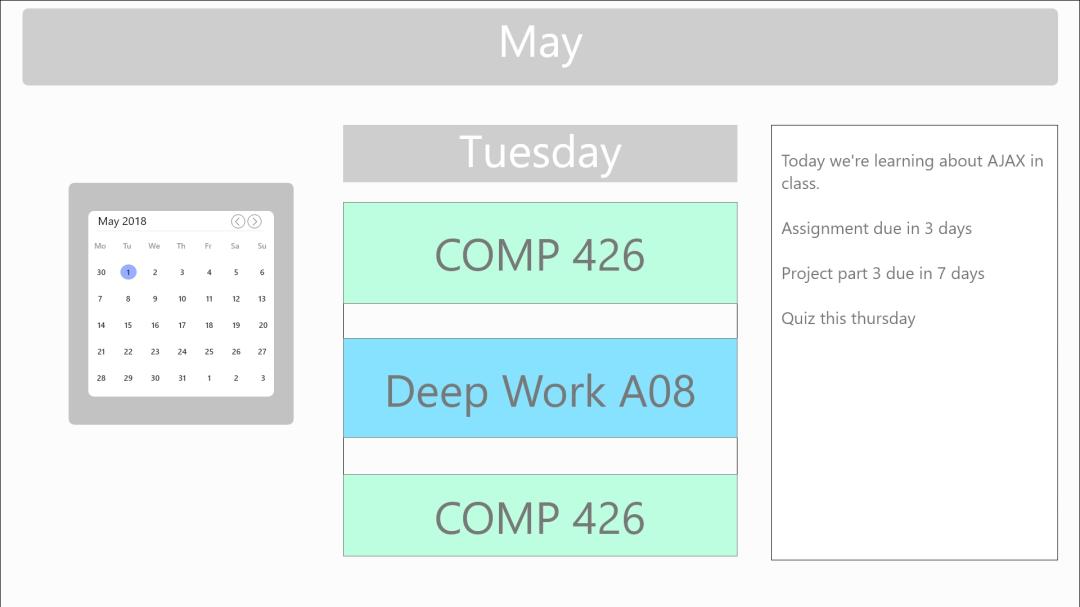 May
Tuesday
May 2018
Mo Tu We Th Fr Sa Su
30 1 2 3 4 5 6
7 8 9 10 11 12 13
14 15 16 17 18 19 20
21 22 23 24 25 26 27
28 29 30 31 1 2 3
COMP 426
Deep Work A08
COMP 426
Today we're learning about AJAX in
class.
Assignment due in 3 days
Project part 3 due in 7 days
Quiz this thursday